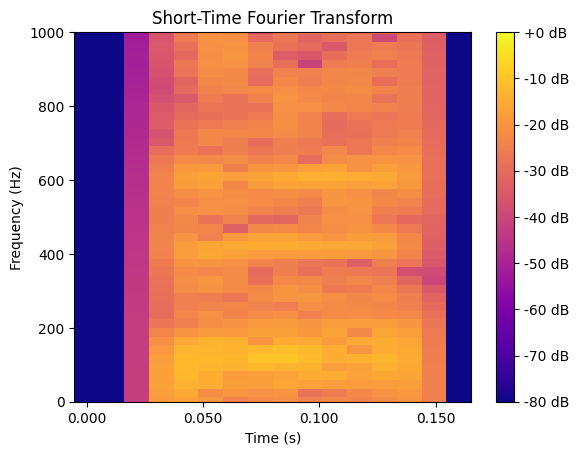 Short-Time Fourier Transform
1000
800
600
400
200
0
Frequency (Hz)
0.000
0.050
0.100
0.150
Time (s)
+0 dB
-10 dB
-20 dB
-30 dB
-40 dB
-50 dB
-60 dB
-70 dB
-80 dB